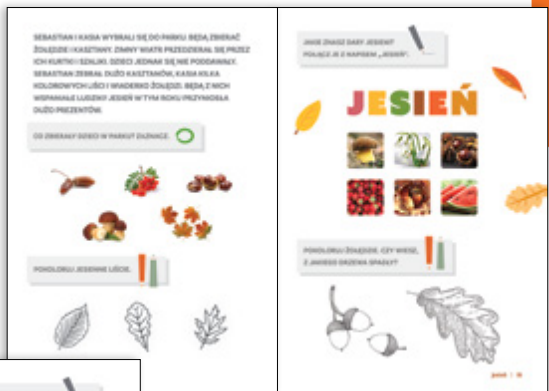 SEBASTIAN I KASIA WYBRALI SIĘ DO PARKU. BĘDĄ ZBIERAĆ
ŻOŁĘDZIE I KASZTANY. ZIMNY WIATR PRZEDZIERAŁ SIĘ PRZEZ
ICH KURTKI I SZALIKI. DZIECI JEDNAK SIĘ NIE PODDAWAŁY.
SEBASTIAN ZEBRAŁ DUŻO KASZTANÓW, KASIA KILKA
KOLOROWYCH LIŚCI I WIADERKO ŻOŁĘDZI. BĘDĄ Z NICH
WSPANIAŁE LUDZIKI! JESIEŃ W TYM ROKU PRZYNIOSŁA
DUŻO PREZENTÓW.
CO ZBIERAŁY DZIECI W PARKU? ZAZNACZ.
POKOLORUJ JESIENNE LIŚCIE.
JAKIE ZNASZ DARY JESIENI?
POŁĄCZ JE Z NAPISEM „JESIEŃ”.
JESIEŃ
POKOLORUJ ŻOŁĘDZIE. CZY WIESZ,
Z JAKIEGO DRZEWA SPADŁY?